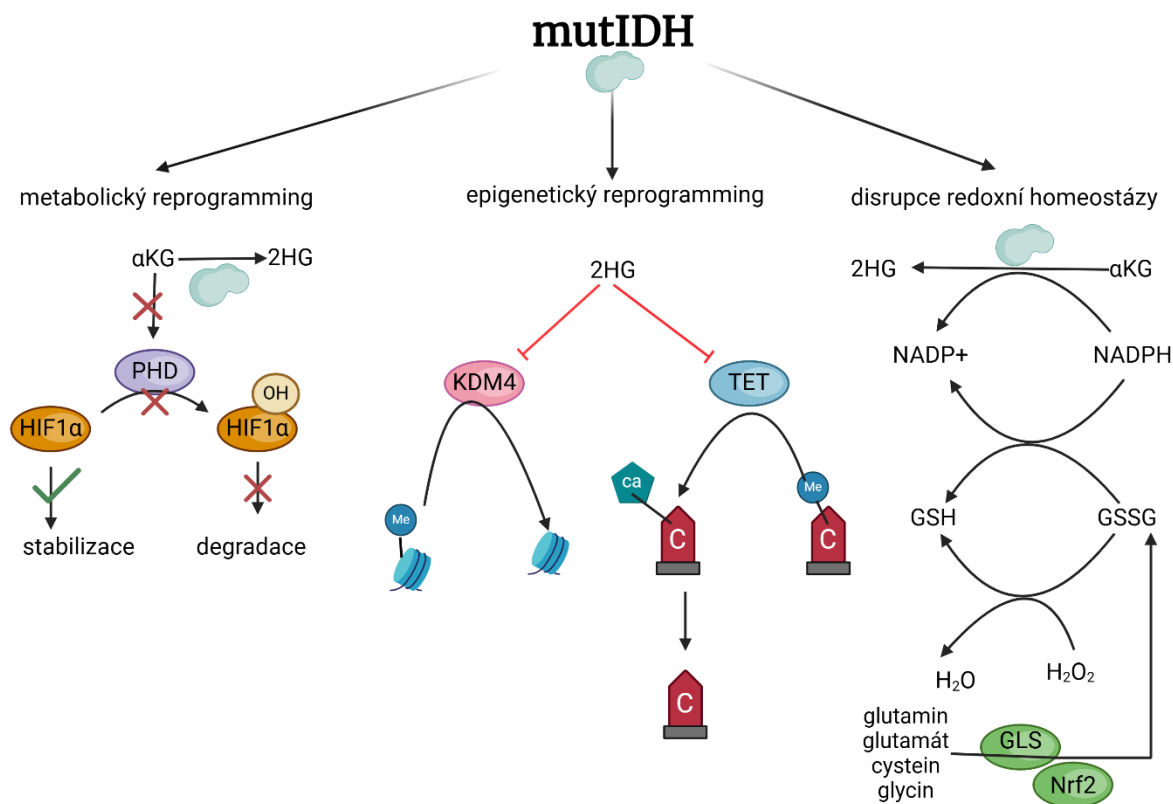 mutIDH
metabolický reprogramming
αKG
2HG
PHD
HIF1α
OH
HIF1α
stabilizace
degradace
epigenetický reprogramming
2HG
KDM4
TET
Me
ca
C
Me
C
C
disrupce redoxní homeostázy
2HG
αKG
NADP+
NADPH
GSH
GSSG
H₂O
H₂O₂
glutamin
glutamát
cystein
glycin
GLS
Nrf2